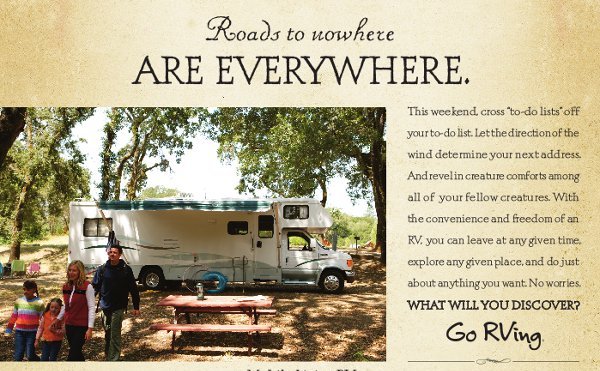 Roads to nowhere
ARE EVERYWHERE.
This weekend, cross “to-do lists” off
your to-do list. Let the direction of the
wind determine your next address.
And revel in creature comforts among
all of your fellow creatures. With
the convenience and freedom of an
RV, you can leave at any given time,
explore any given place, and do just
about anything you want. No worries.
WHAT WILL YOU DISCOVER?
Go RVing